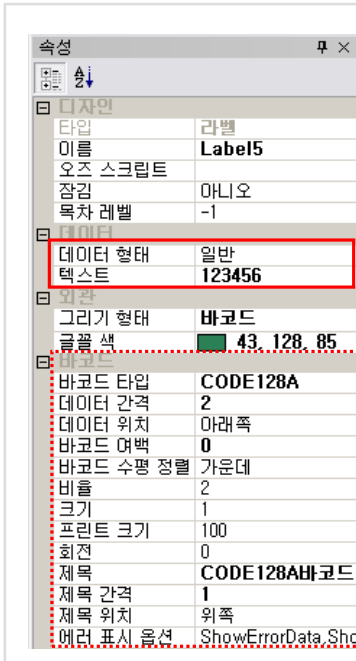 속성
디자인
타입 라벨
이름 Label5
오즈 스크립트
잠김 아니오
목차 레벨 -1
데이터
데이터 형태 일반
텍스트 123456
외관
그리기 형태 바코드
글꼴 색 43, 128, 85
바코드
바코드 타입 CODE128A
데이터 간격 2
데이터 위치 아래쪽
바코드 여백 0
바코드 수평 정렬 가운데
비율 2
크기 1
프린트 크기 100
회전 0
제목 CODE128A바코드
제목 간격 1
제목 위치 위쪽
에러 표시 옵션 ShowErrorData,Sho